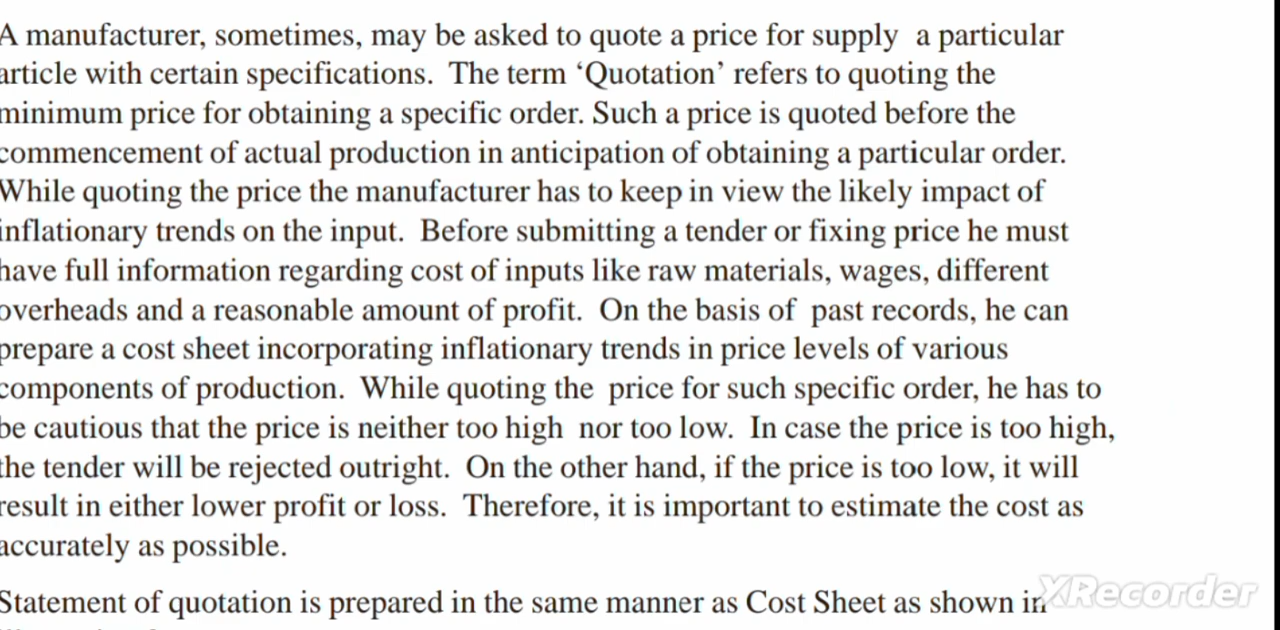 A manufacturer, sometimes, may be asked to quote a price for supply a particular
article with certain specifications. The term ‘Quotation’ refers to quoting the
minimum price for obtaining a specific order. Such a price is quoted before the
commencement of actual production in anticipation of obtaining a particular order.
While quoting the price the manufacturer has to keep in view the likely impact of
inflationary trends on the input. Before submitting a tender or fixing price he must
have full information regarding cost of inputs like raw materials, wages, different
overheads and a reasonable amount of profit. On the basis of past records, he can
prepare a cost sheet incorporating inflationary trends in price levels of various
components of production. While quoting the price for such specific order, he has to
be cautious that the price is neither too high nor too low. In case the price is too high,
the tender will be rejected outright. On the other hand, if the price is too low, it will
result in either lower profit or loss. Therefore, it is important to estimate the cost as
accurately as possible.
Statement of quotation is prepared in the same manner as Cost Sheet as shown in
XRecorder